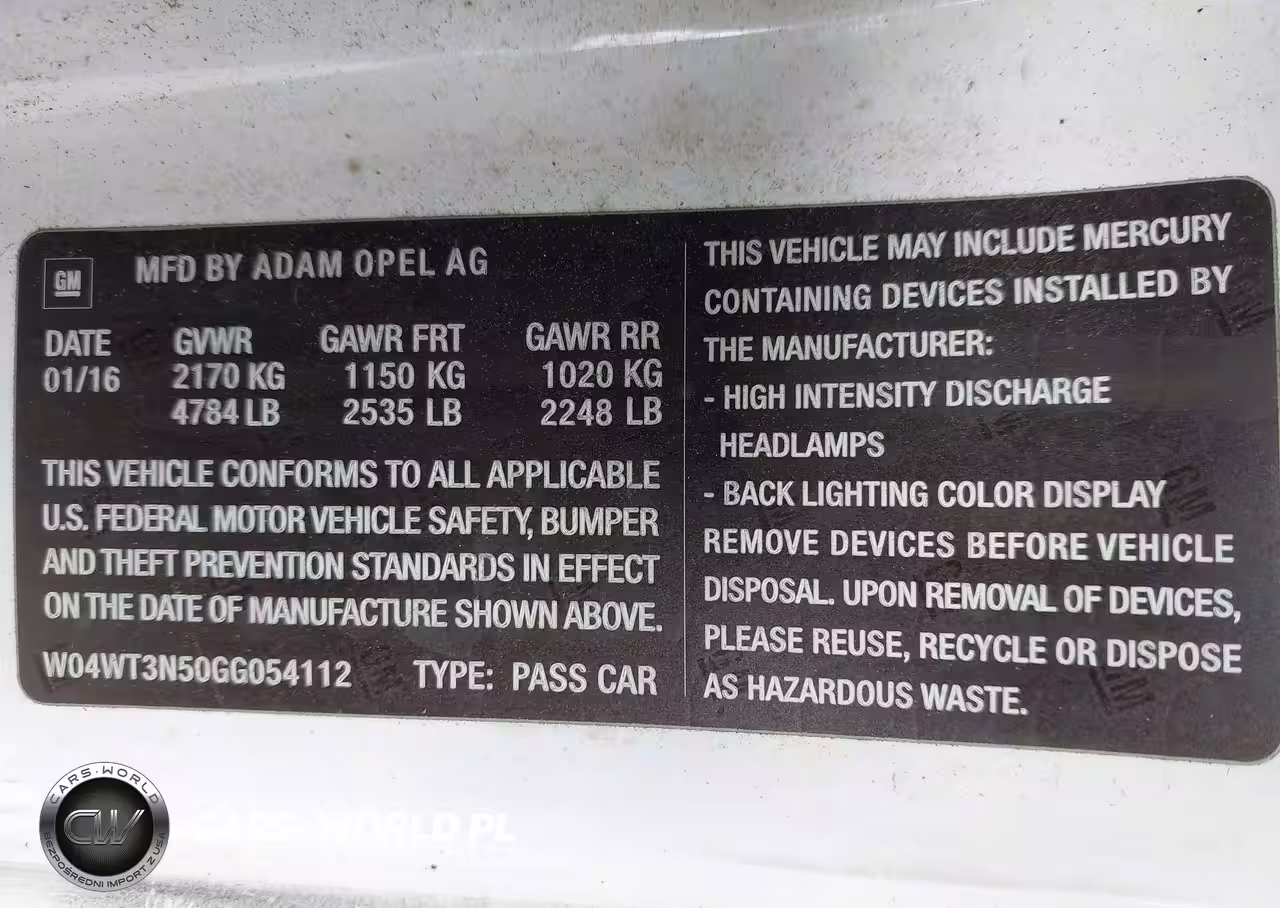 GM
MFD BY ADAM OPEL AG
DATE GVWR GAWR FRT GAWR RR
01/16 2170 KG 1150 KG 1020 KG
4784 LB 2535 LB 2248 LB
THIS VEHICLE CONFORMS TO ALL APPLICABLE
U.S. FEDERAL MOTOR VEHICLE SAFETY, BUMPER
AND THEFT PREVENTION STANDARDS IN EFFECT
ON THE DATE OF MANUFACTURE SHOWN ABOVE.
W04WT3N50GG054112 TYPE: PASS CAR
THIS VEHICLE MAY INCLUDE MERCURY
CONTAINING DEVICES INSTALLED BY
THE MANUFACTURER:
- HIGH INTENSITY DISCHARGE
HEADLAMPS
- BACK LIGHTING COLOR DISPLAY
REMOVE DEVICES BEFORE VEHICLE
DISPOSAL. UPON REMOVAL OF DEVICES,
PLEASE REUSE, RECYCLE OR DISPOSE
AS HAZARDOUS WASTE.
CARS-WORLD
CW
BEZPOŚREDNI IMPORT Z USA
CARS-WORLD.PL